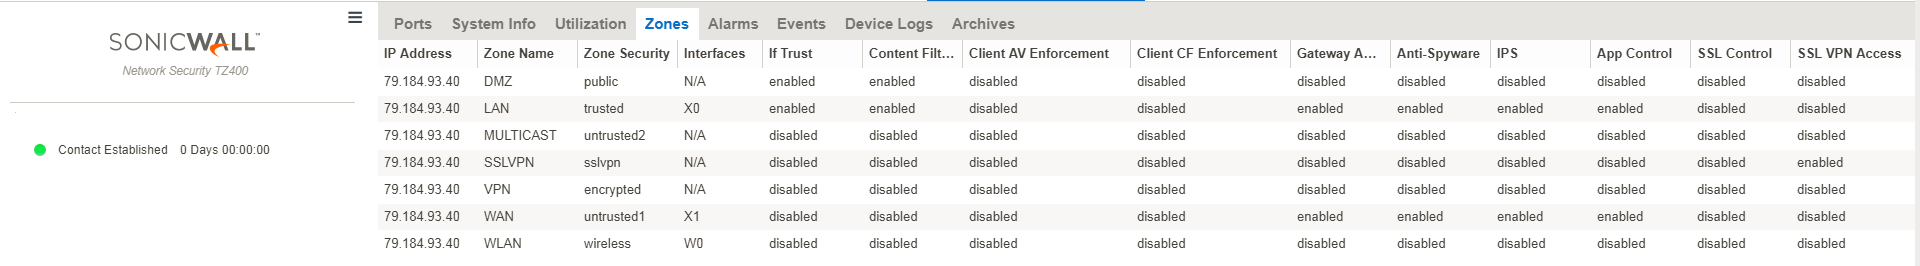 SONICWALL™
Network Security TZ400
Contact Established 0 Days 00:00:00
Ports System Info Utilization Zones Alarms Events Device Logs Archives
IP Address Zone Name Zone Security Interfaces If Trust Content Filt... Client AV Enforcement Client CF Enforcement Gateway A... Anti-Spyware IPS App Control SSL Control SSL VPN Access
79.184.93.40 DMZ public N/A enabled enabled disabled disabled disabled disabled disabled disabled disabled disabled
79.184.93.40 LAN trusted X0 enabled enabled disabled disabled enabled enabled enabled enabled disabled disabled
79.184.93.40 MULTICAST untrusted2 N/A disabled disabled disabled disabled disabled disabled disabled disabled disabled disabled
79.184.93.40 SSLVPN sslvpn N/A disabled disabled disabled disabled disabled disabled disabled disabled disabled enabled
79.184.93.40 VPN encrypted N/A disabled disabled disabled disabled disabled disabled disabled disabled disabled disabled
79.184.93.40 WAN untrusted1 X1 disabled disabled disabled disabled enabled enabled enabled enabled disabled disabled
79.184.93.40 WLAN wireless W0 disabled disabled disabled disabled disabled disabled disabled disabled disabled disabled